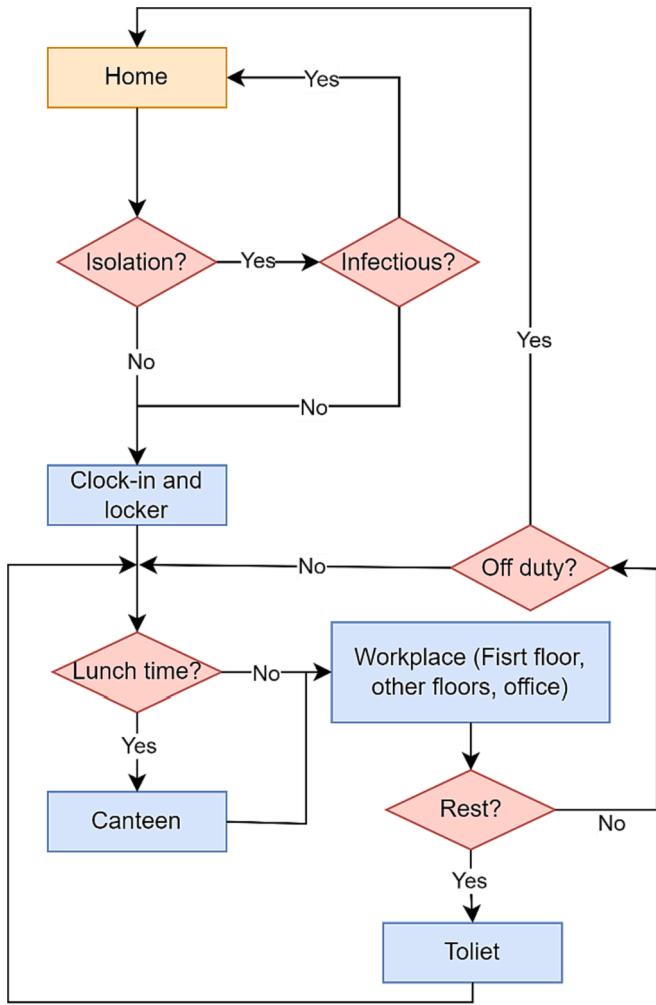 Home
Yes
Isolation?
Yes
Infectious?
Yes
No
No
Clock-in and
locker
No
Off duty?
Lunch time?
No
Workplace (Fisrt floor,
other floors, office)
Yes
Canteen
Rest?
No
Yes
Toliet